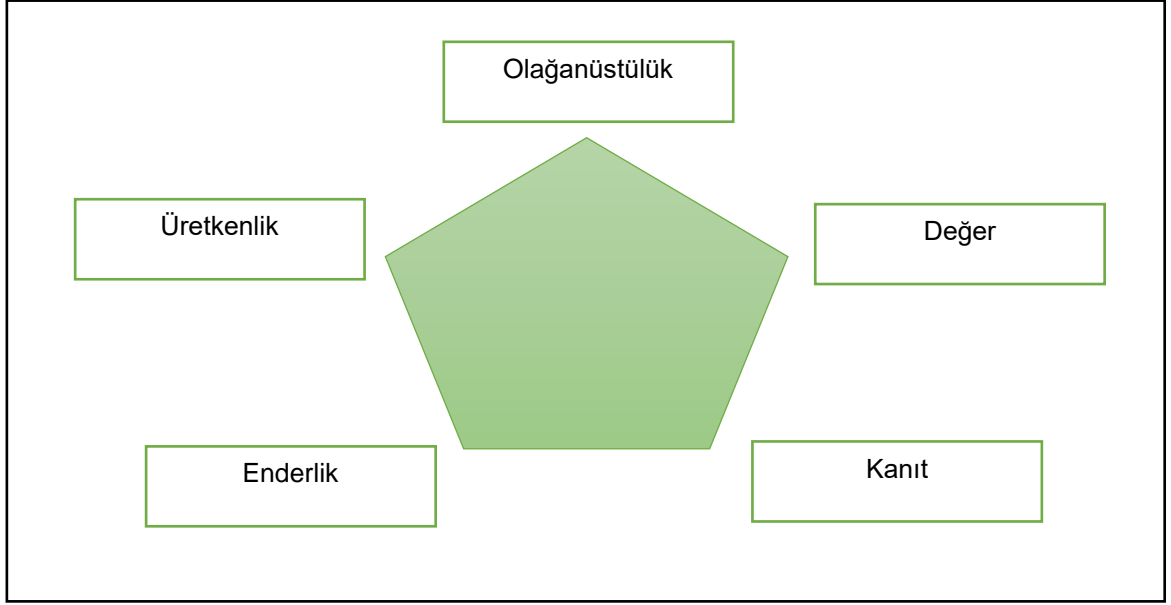 Olağanüstülük
Üretkenlik
Değer
Enderlik
Kanıt